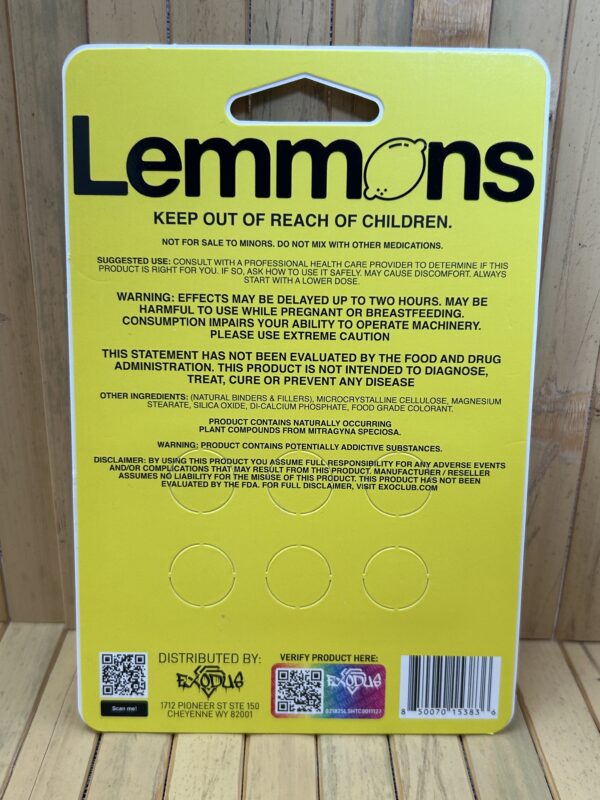 Lemmons
KEEP OUT OF REACH OF CHILDREN.
NOT FOR SALE TO MINORS. DO NOT MIX WITH OTHER MEDICATIONS.
SUGGESTED USE: CONSULT WITH A PROFESSIONAL HEALTH CARE PROVIDER TO DETERMINE IF THIS
PRODUCT IS RIGHT FOR YOU. IF SO, ASK HOW TO USE IT SAFELY. MAY CAUSE DISCOMFORT. ALWAYS
START WITH A LOWER DOSE.
WARNING: EFFECTS MAY BE DELAYED UP TO TWO HOURS. MAY BE
HARMFUL TO USE WHILE PREGNANT OR BREASTFEEDING.
CONSUMPTION IMPAIRS YOUR ABILITY TO OPERATE MACHINERY.
PLEASE USE EXTREME CAUTION
THIS STATEMENT HAS NOT BEEN EVALUATED BY THE FOOD AND DRUG
ADMINISTRATION. THIS PRODUCT IS NOT INTENDED TO DIAGNOSE,
TREAT, CURE OR PREVENT ANY DISEASE
OTHER INGREDIENTS: (NATURAL BINDERS & FILLERS), MICROCRYSTALLINE CELLULOSE, MAGNESIUM
STEARATE, SILICA OXIDE, DI-CALCIUM PHOSPHATE, FOOD GRADE COLORANT.
PRODUCT CONTAINS NATURALLY OCCURRING
PLANT COMPOUNDS FROM MITRAGYNA SPECIOSA.
WARNING: PRODUCT CONTAINS POTENTIALLY ADDICTIVE SUBSTANCES.
DISCLAIMER: BY USING THIS PRODUCT YOU ASSUME FULL RESPONSIBILITY FOR ANY ADVERSE EVENTS
AND/OR COMPLICATIONS THAT MAY RESULT FROM THIS PRODUCT. MANUFACTURER / RESELLER
ASSUMES NO LIABILITY FOR THE MISUSE OF THIS PRODUCT. THIS PRODUCT HAS NOT BEEN
EVALUATED BY THE FDA. FOR FULL DISCLAIMER, VISIT EXOCLUB.COM
Scan me!
DISTRIBUTED BY:
EXODUS
1712 PIONEER ST STE 150
CHEYENNE WY 82001
VERIFY PRODUCT HERE:
EXODUS
8 50070 15383 6